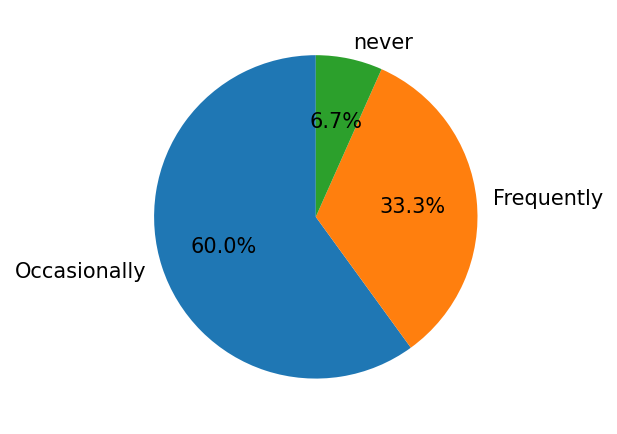 never
6.7%
Frequently
33.3%
60.0%
Occasionally